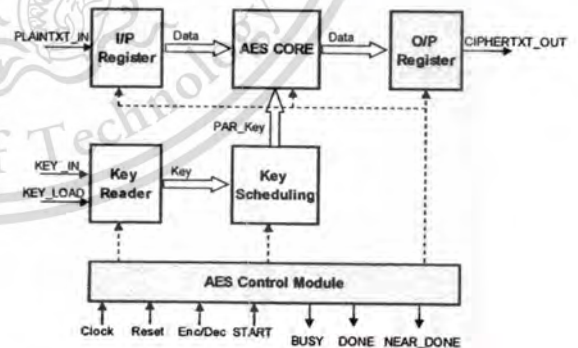 PLAINTXT_IN
I/P
Register
Data
AES CORE
Data
O/P
Register
CIPHERTXT_OUT
PAR_Key
KEY_IN
KEY_LOAD
Key
Reader
Key
Key
Scheduling
AES Control Module
Clock
Reset
Enc/Dec
START
BUSY
DONE
NEAR_DONE
f Technology